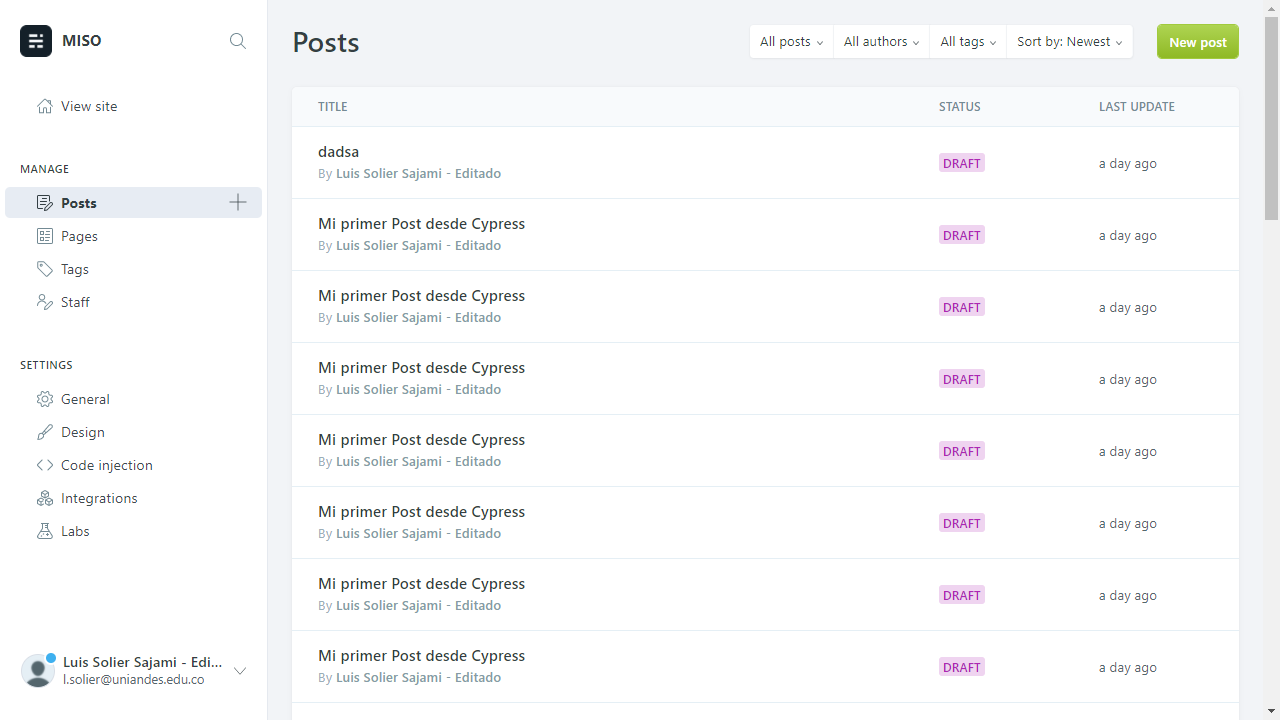 MISO
View site
MANAGE
Posts
Pages
Tags
Staff
SETTINGS
General
Design
Code injection
Integrations
Labs
Luis Solier Sajami - Edi...
l.solier@uniandes.edu.co
Posts
All posts
All authors
All tags
Sort by: Newest
New post
TITLE STATUS LAST UPDATE
dadsa
By Luis Solier Sajami - Editado
DRAFT
a day ago
Mi primer Post desde Cypress
By Luis Solier Sajami - Editado
DRAFT
a day ago
Mi primer Post desde Cypress
By Luis Solier Sajami - Editado
DRAFT
a day ago
Mi primer Post desde Cypress
By Luis Solier Sajami - Editado
DRAFT
a day ago
Mi primer Post desde Cypress
By Luis Solier Sajami - Editado
DRAFT
a day ago
Mi primer Post desde Cypress
By Luis Solier Sajami - Editado
DRAFT
a day ago
Mi primer Post desde Cypress
By Luis Solier Sajami - Editado
DRAFT
a day ago
Mi primer Post desde Cypress
By Luis Solier Sajami - Editado
DRAFT
a day ago